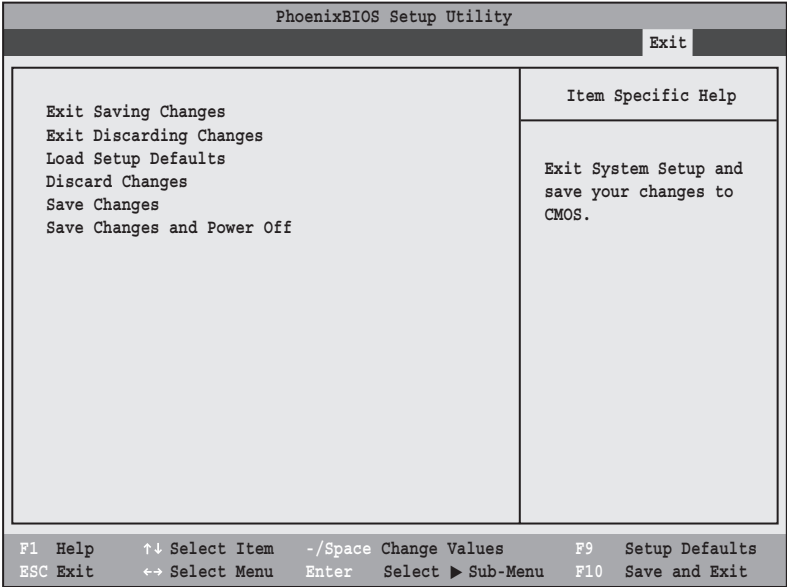 PhoenixBIOS Setup Utility
Exit
Exit Saving Changes
Exit Discarding Changes
Load Setup Defaults
Discard Changes
Save Changes
Save Changes and Power Off
Item Specific Help
Exit System Setup and
save your changes to
CMOS.
F1 Help ↑↓ Select Item -/Space Change Values F9 Setup Defaults
ESC Exit ←→ Select Menu Enter Select ▶ Sub-Menu F10 Save and Exit